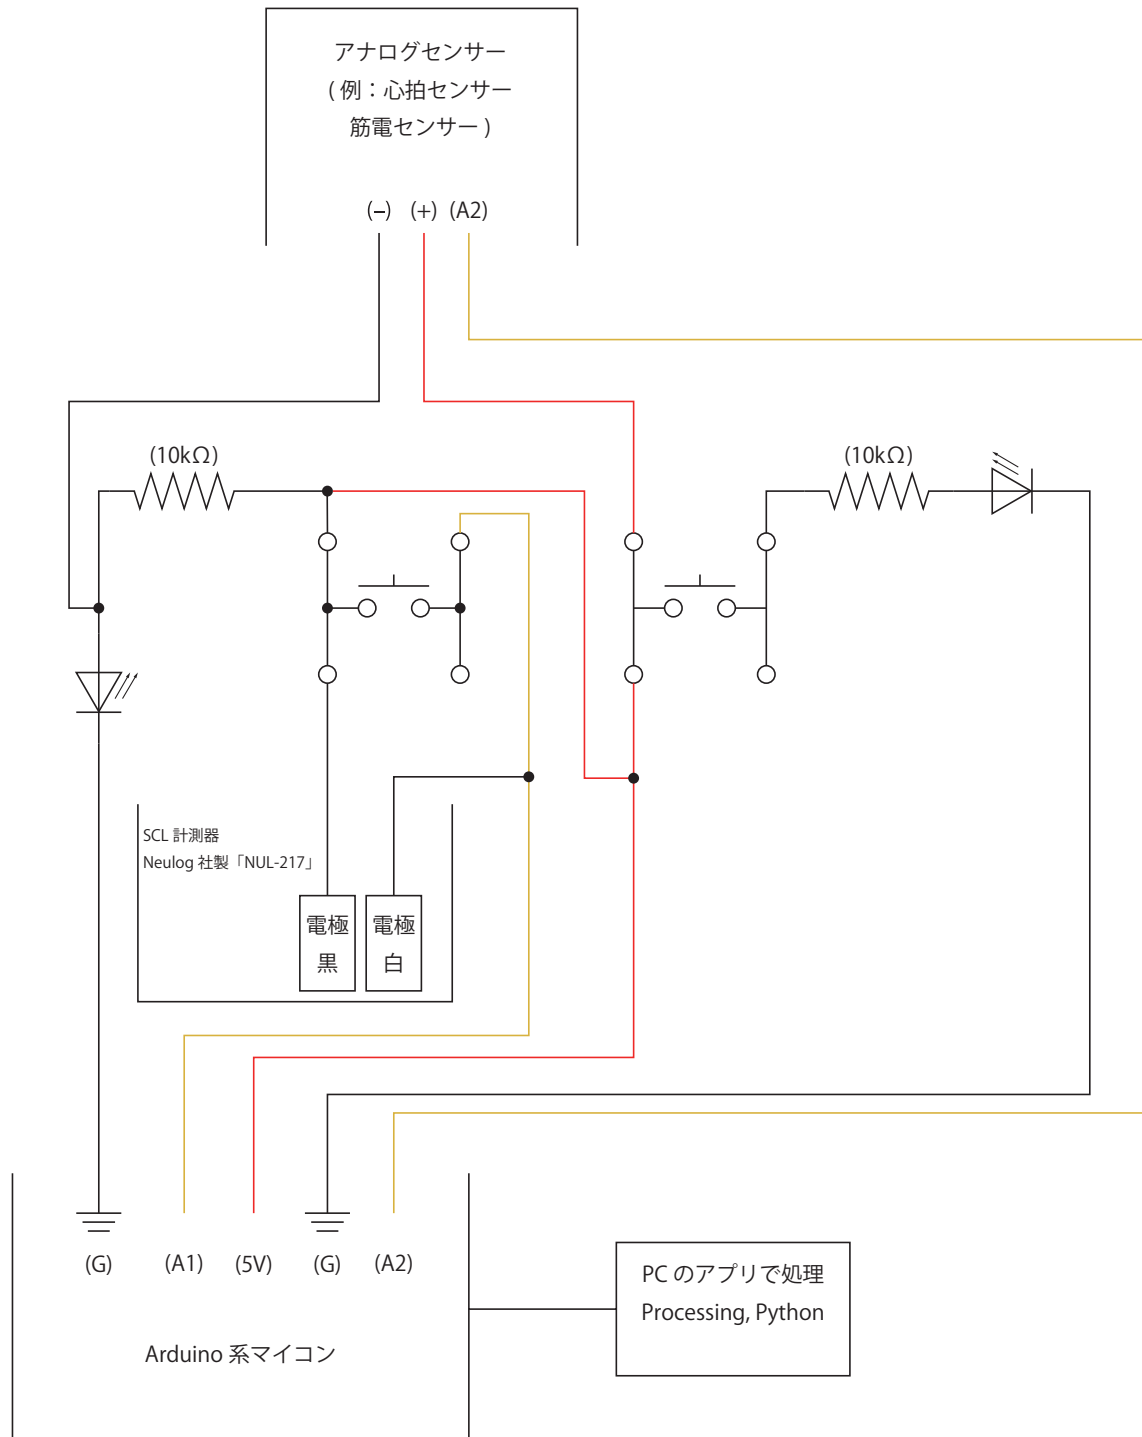 アナログセンサー
( 例：心拍センサー
筋電センサー )
(−) (+) (A2)
(10kΩ)
(10kΩ)
SCL 計測器
Neulog 社製「NUL-217」
電極
黒
電極
白
(G) (A1) (5V) (G) (A2)
Arduino 系マイコン
PC のアプリで処理
Processing, Python